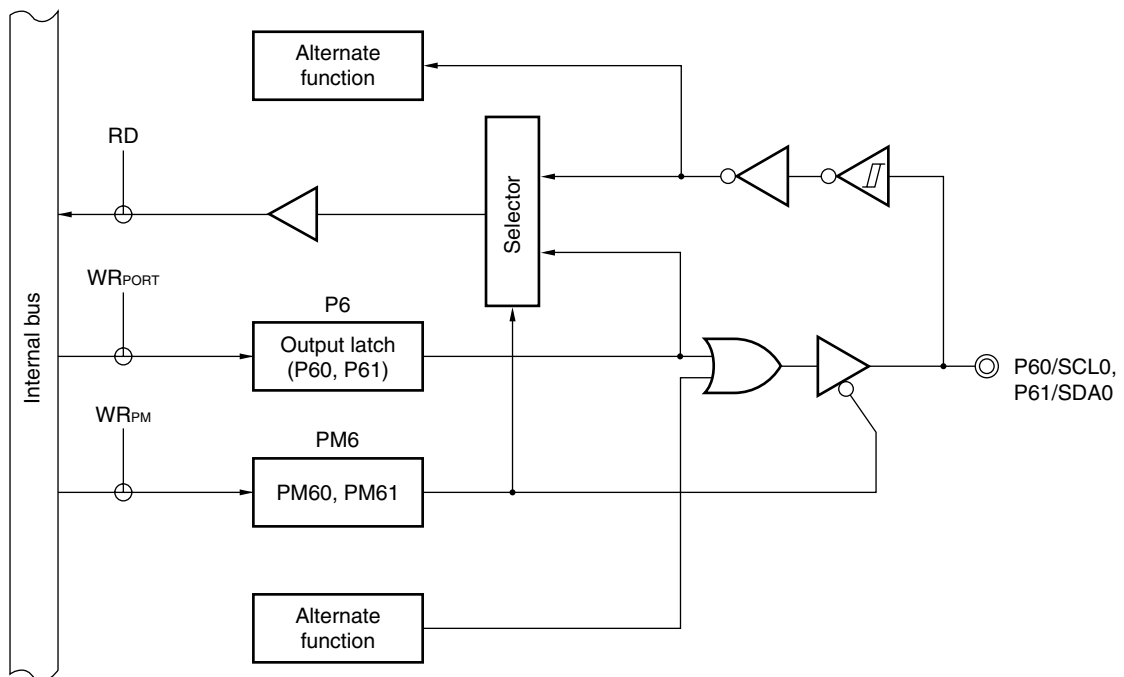 Alternate
function
RD
Selector
WRPORT
P6
Output latch
(P60, P61)
P60/SCL0,
P61/SDA0
Internal bus
WRPM
PM6
PM60, PM61
Alternate
function